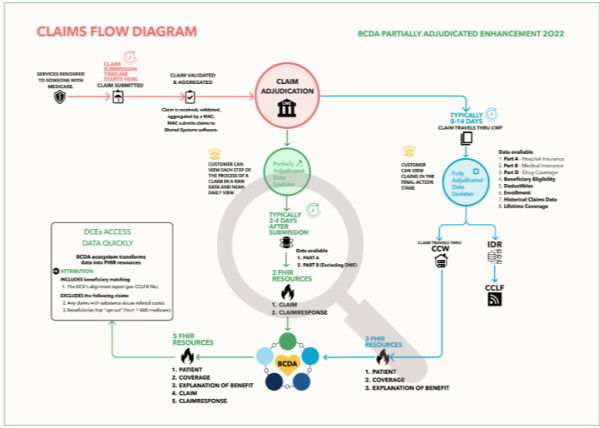 CLAIMS FLOW DIAGRAM
BCDA PARTIALLY ADJUDICATED ENHANCEMENT 2022
SERVICES RENDERED
TO SOMEONE WITH
MEDICARE.
CLAIM
SUBMISSION
TIMELINE
STARTS HERE
CLAIM SUBMITTED
CLAIM VALIDATED
& AGGREGATED
Claim is received, validated,
aggregated by a MAC.
MAC submits claims to
Shared Systems software.
CLAIM
ADJUDICATION
CMS
TYPICALLY
8-14 DAYS
CLAIM TRAVELS THRU CWF
CUSTOMER CAN
VIEW EACH STEP OF
THE PROCESS OF A
CLAIM IN A RAW
DATA AND NEAR-
DAILY VIEW
Partially
Adjudicated
Data
Updates
CUSTOMER CAN
VIEW CLAIMS IN THE
FINAL-ACTION
STAGE
Fully
Adjudicated
Data
Updates
Data available
1. Part A - Hospital Insurance
2. Part B - Medical Insurance
3. Part D - Drug Coverage
4. Beneficiary Eligibility
5. Deductibles
6. Enrollment
7. Historical Claims Data
8. Lifetime Coverage
TYPICALLY
2-4 DAYS
AFTER
SUBMISSION
Data available
1. PART A
2. PART B (Excluding DME)
2 FHIR
RESOURCES
1. CLAIM
2. CLAIMRESPONSE
CLAIME TRAVELS THRU
CCW
IDR
CCLF
DCEs ACCESS
DATA QUICKLY
BCDA ecosystem transforms
data into FHIR resources
ATTRIBUTION
INCLUDES beneficiary matching
1. The DCE's alignment report (per CCLF8 file).
EXCLUDES the following claims
2. Any claims with substance abuse-related codes.
3. Beneficiaries that "opt out" (from 1-800 medicare).
5 FHIR
RESOURCES
1. PATIENT
2. COVERAGE
3. EXPLANATION OF BENEFIT
4. CLAIM
5. CLAIMRESPONSE
BCDA
3 FHIR
RESOURCES
1. PATIENT
2. COVERAGE
3. EXPLANATION OF BENEFIT